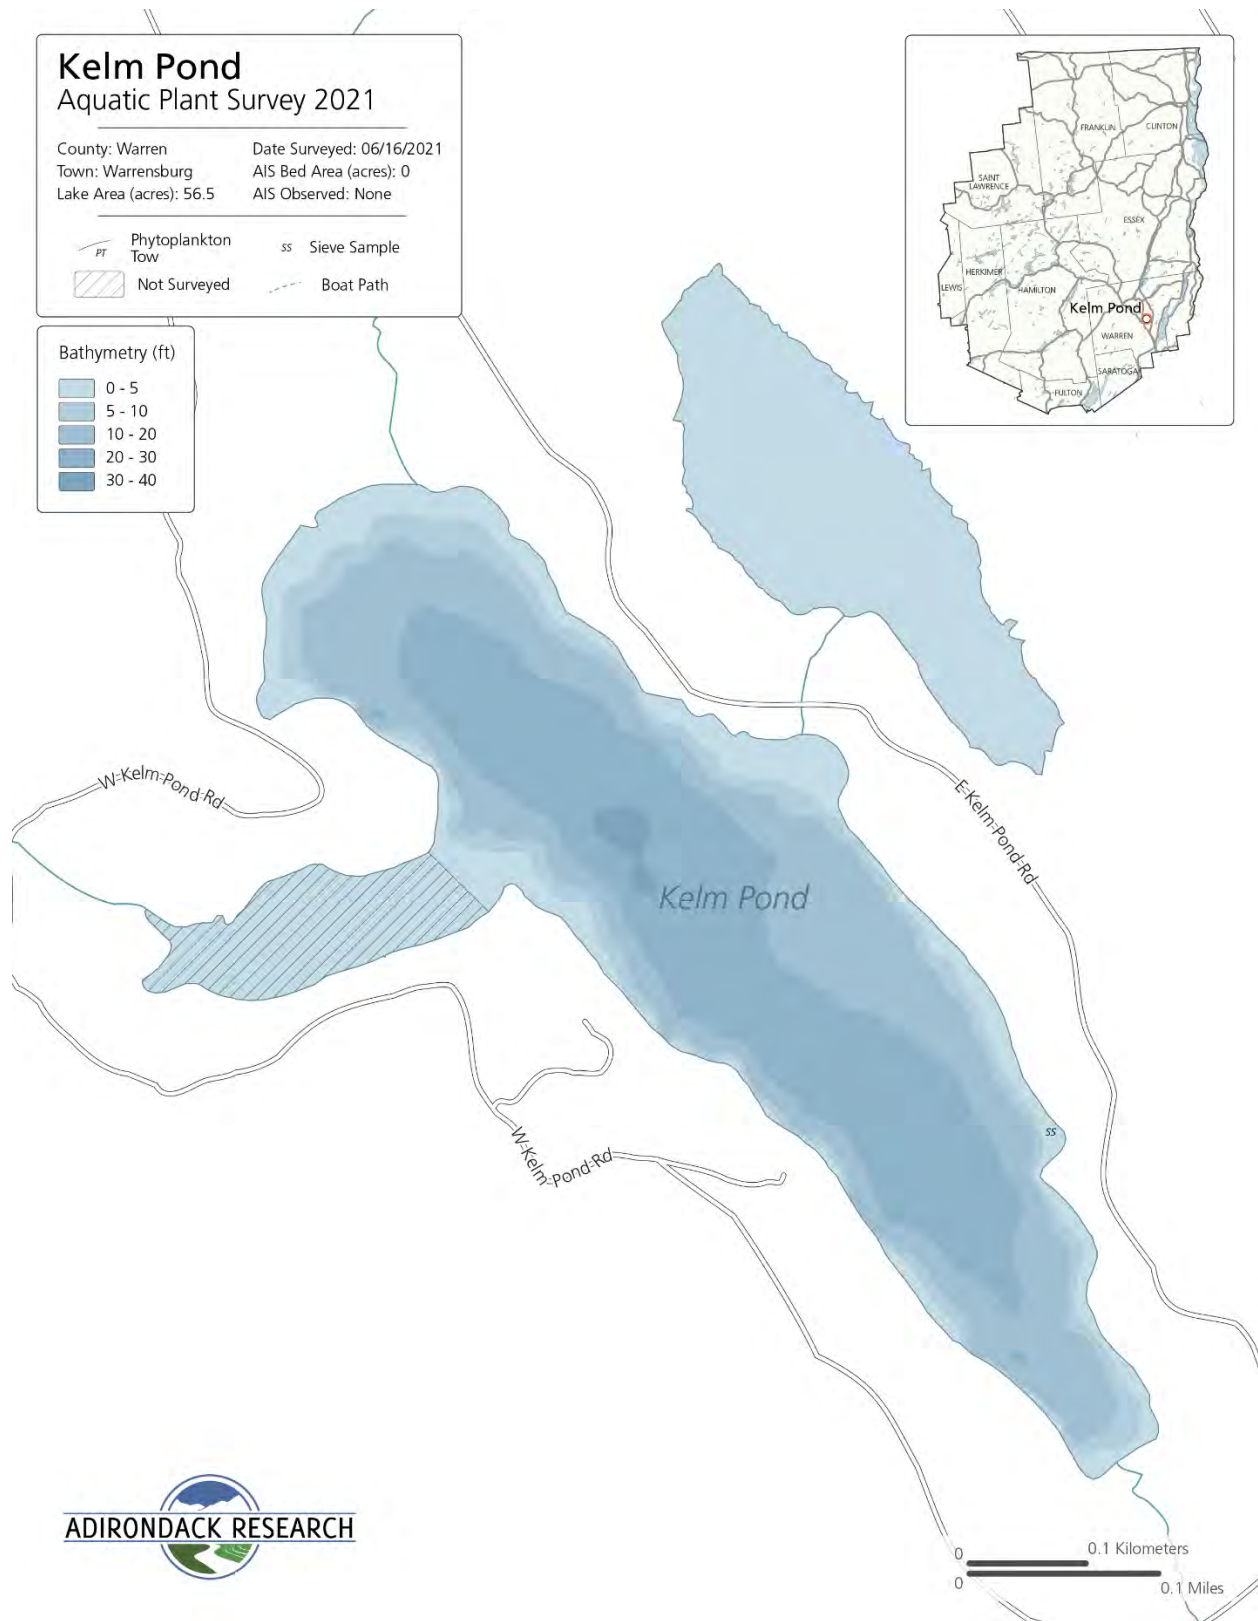 Kelm Pond
Aquatic Plant Survey 2021
County: Warren
Date Surveyed: 06/16/2021
Town: Warrensburg
AIS Bed Area (acres): 0
Lake Area (acres): 56.5
AIS Observed: None
PT
Phytoplankton
Tow
ss
Sieve Sample
Not Surveyed
Boat Path
Bathymetry (ft)
0 - 5
5 - 10
10 - 20
20 - 30
30 - 40
FRANKLIN
CLINTON
SAINT
LAWRENCE
ESSEX
HERKIMER
LEWIS
HAMILTON
Kelm Pond
WARREN
SARATOGA
FULTON
W-Kelm-Pond-Rd
E-Kelm-Pond-Rd
Kelm Pond
ss
W-Kelm-Pond-Rd
ADIRONDACK RESEARCH
0
0.1 Kilometers
0
0.1 Miles